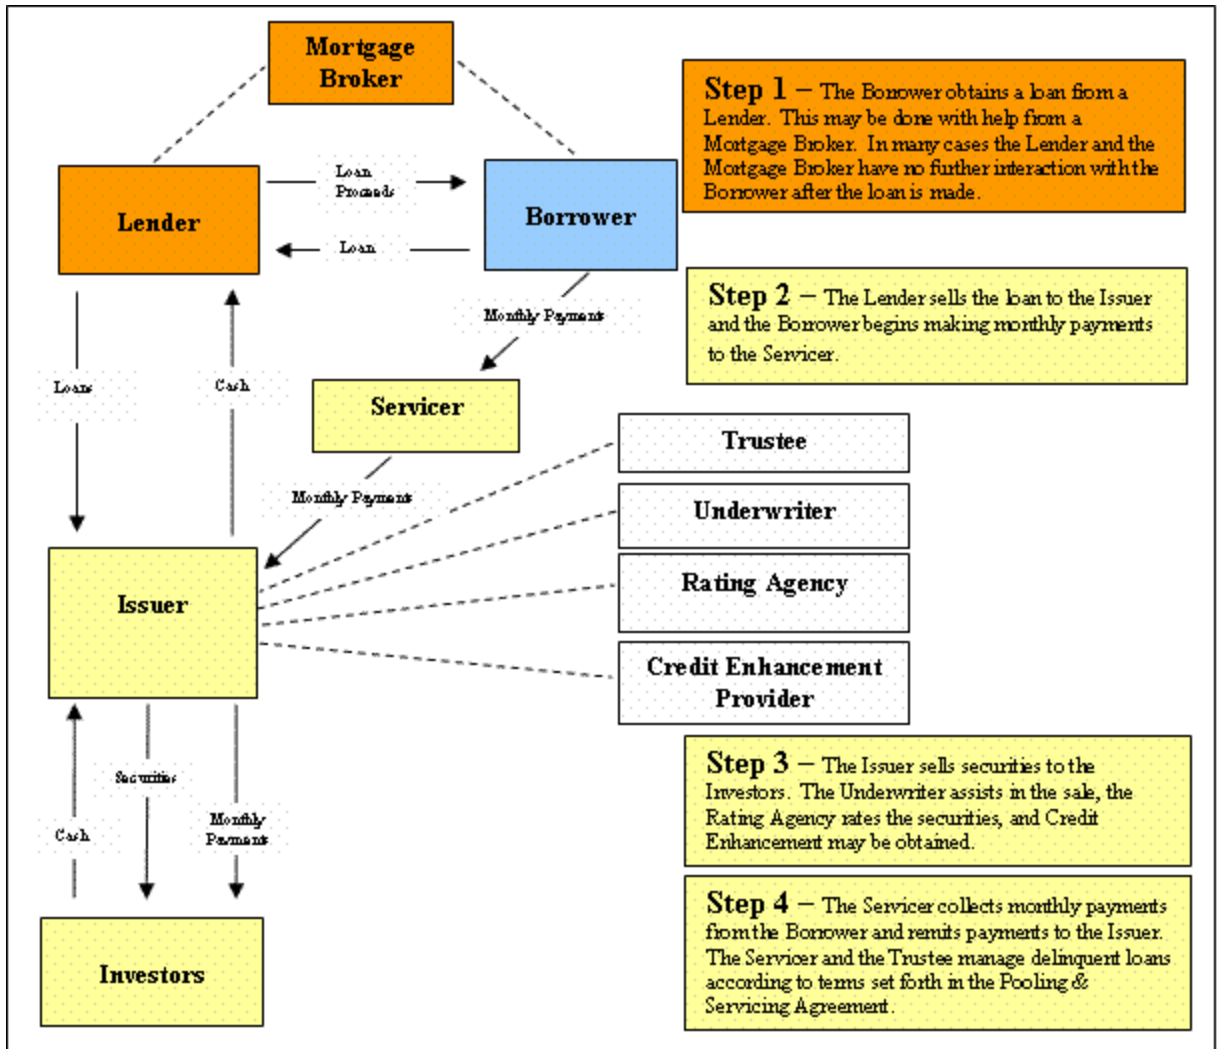 Mortgage
Broker
Step 1 – The Borrower obtains a loan from a
Lender. This may be done with help from a
Mortgage Broker. In many cases the Lender and the
Mortgage Broker have no further interaction with the
Borrower after the loan is made.
Lender
Loan
Proceeds
Borrower
Loan
Monthly Payments
Step 2 – The Lender sells the loan to the Issuer
and the Borrower begins making monthly payments
to the Servicer.
Loans
Cash
Servicer
Monthly Payments
Trustee
Underwriter
Rating Agency
Credit Enhancement
Provider
Issuer
Securities
Cash
Monthly
Payments
Step 3 – The Issuer sells securities to the
Investors. The Underwriter assists in the sale, the
Rating Agency rates the securities, and Credit
Enhancement may be obtained.
Step 4 – The Servicer collects monthly payments
from the Borrower and remits payments to the Issuer.
The Servicer and the Trustee manage delinquent loans
according to terms set forth in the Pooling &
Servicing Agreement.
Investors